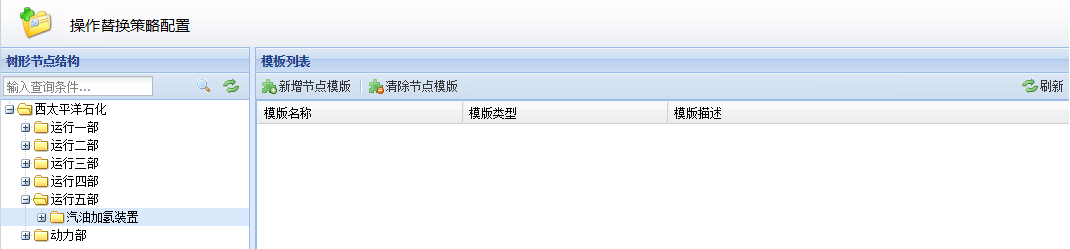 操作替换策略配置
树形节点结构
输入查询条件...
西太平洋石化
运行一部
运行二部
运行三部
运行四部
运行五部
汽油加氢装置
动力部
模版列表
新增节点模版 清除节点模版 刷新
模版名称 模版类型 模版描述